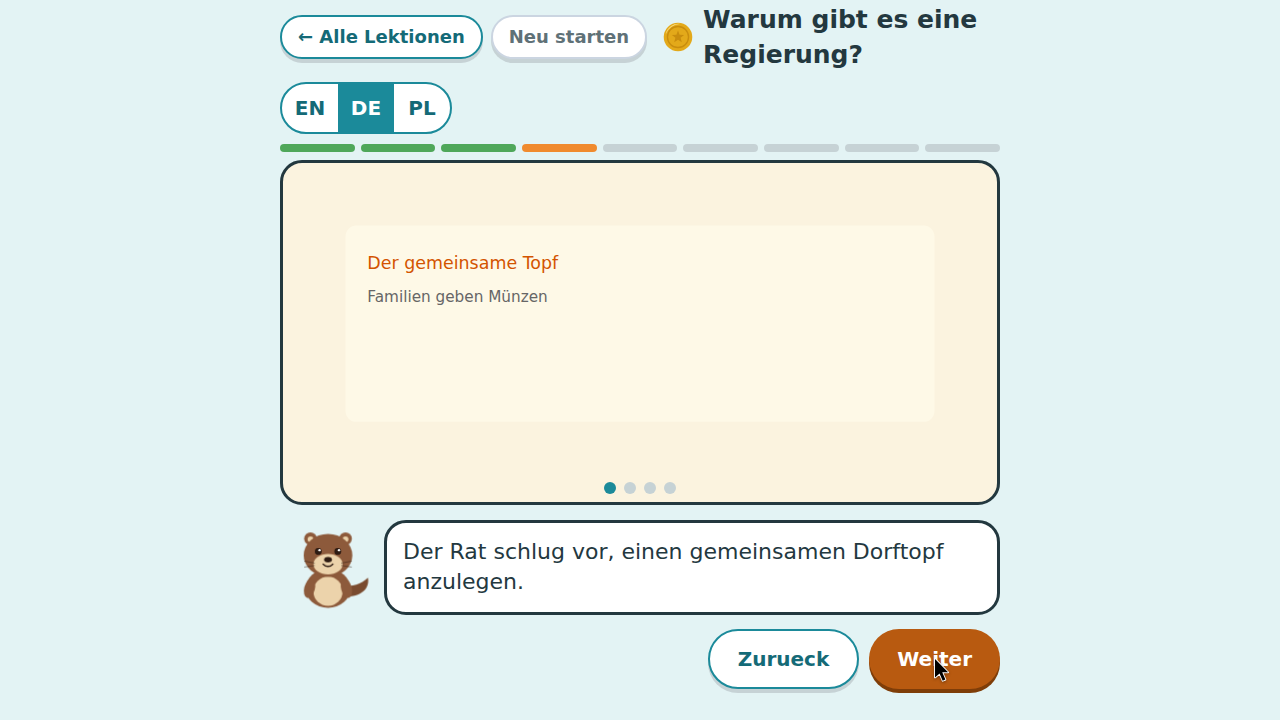 ← Alle Lektionen
Neu starten
Warum gibt es eine
Regierung?
EN DE PL
Der gemeinsame Topf
Familien geben Münzen
Der Rat schlug vor, einen gemeinsamen Dorftopf
anzulegen.
Zurueck
Weiter